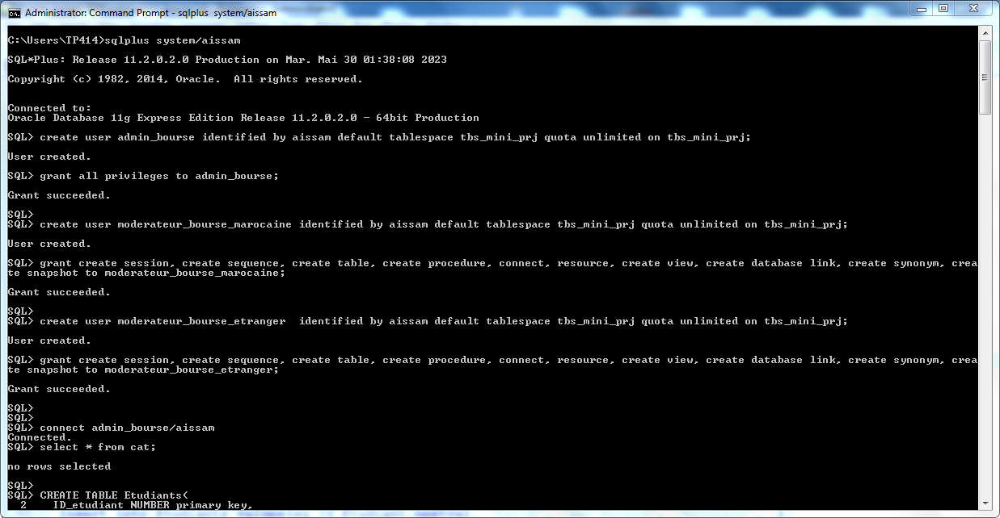 Administrator: Command Prompt - sqlplus  system/aissam
C:\Users\TP414>sqlplus system/aissam
SQL*Plus: Release 11.2.0.2.0 Production on Mar. Mai 30 01:38:08 2023
Copyright (c) 1982, 2014, Oracle.  All rights reserved.
Connected to:
Oracle Database 11g Express Edition Release 11.2.0.2.0 - 64bit Production
SQL> create user admin_bourse identified by aissam default tablespace tbs_mini_prj quota unlimited on tbs_mini_prj;
User created.
SQL> grant all privileges to admin_bourse;
Grant succeeded.
SQL>
SQL> create user moderateur_bourse_marocaine identified by aissam default tablespace tbs_mini_prj quota unlimited on tbs_mini_prj;
User created.
SQL> grant create session, create sequence, create table, create procedure, connect, resource, create view, create database link, create synonym, crea
te snapshot to moderateur_bourse_marocaine;
Grant succeeded.
SQL>
SQL> create user moderateur_bourse_etranger  identified by aissam default tablespace tbs_mini_prj quota unlimited on tbs_mini_prj;
User created.
SQL> grant create session, create sequence, create table, create procedure, connect, resource, create view, create database link, create synonym, crea
te snapshot to moderateur_bourse_etranger;
Grant succeeded.
SQL>
SQL>
SQL> connect admin_bourse/aissam
Connected.
SQL> select * from cat;
no rows selected
SQL>
SQL> CREATE TABLE Etudiants(
  2    ID_etudiant NUMBER primary key,